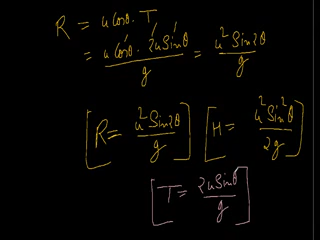 R = u Cosθ. T
= u Cosθ. 2u Sinθ / g = u² Sin2θ / g
[R = u² Sin2θ / g] [H = u² Sin²θ / 2g]
[T = 2u Sinθ / g]